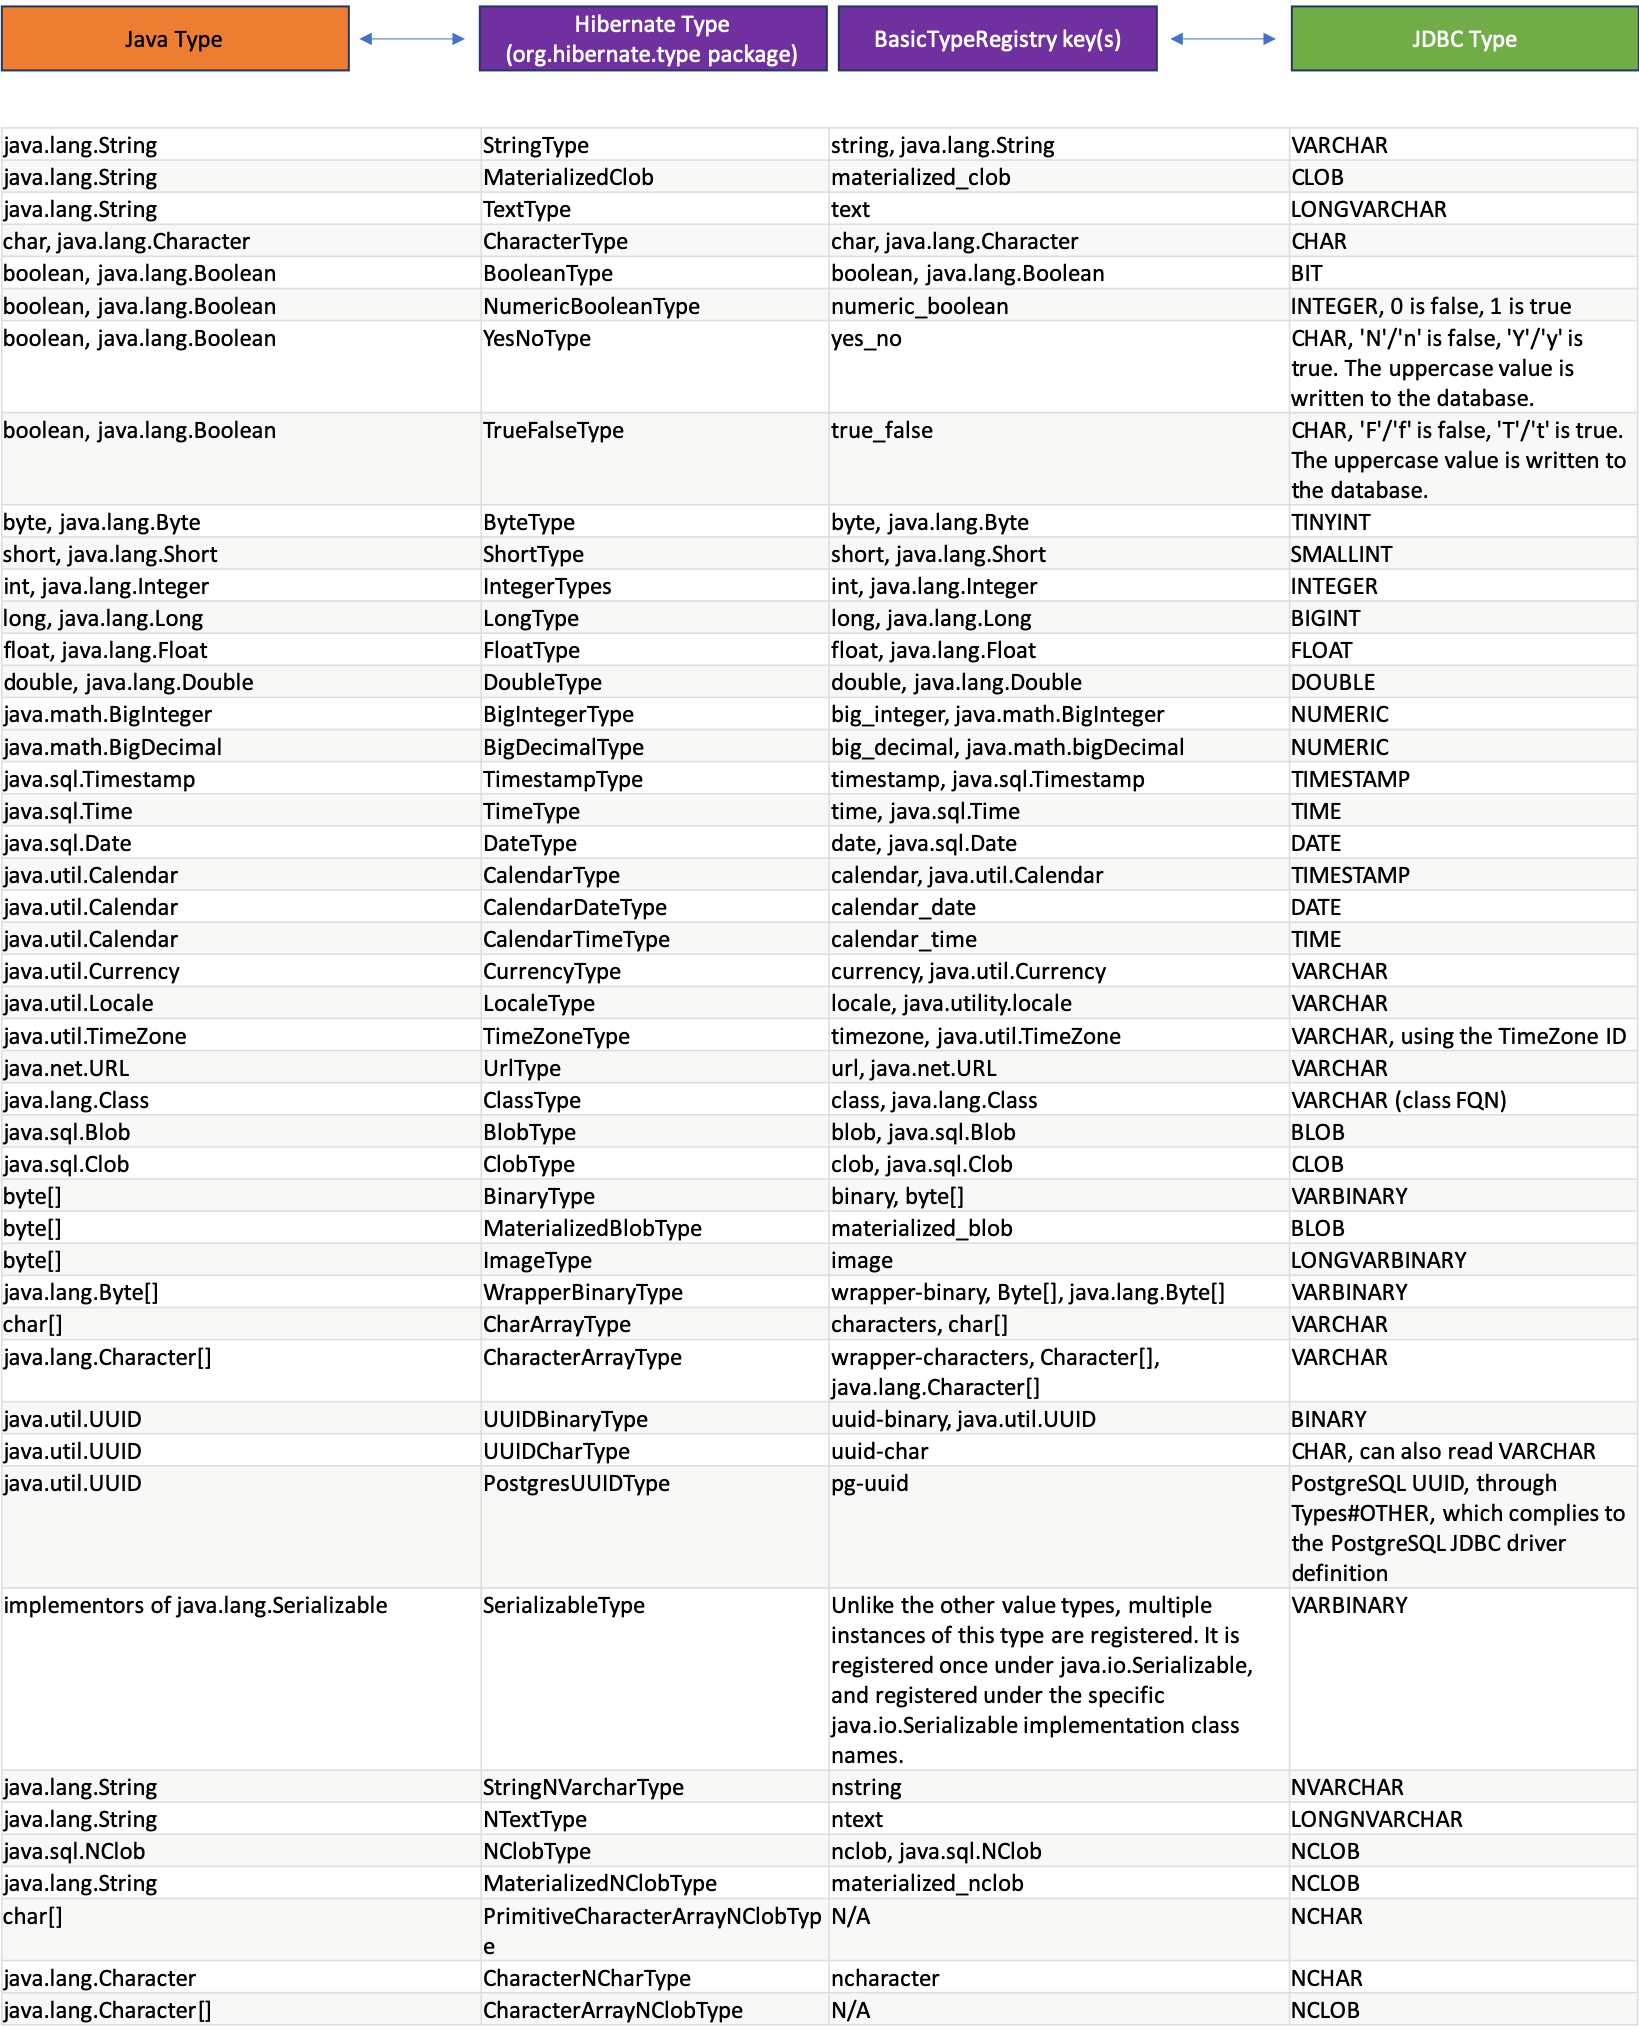 Java Type
Hibernate Type
(org.hibernate.type package)
BasicTypeRegistry key(s)
JDBC Type
java.lang.String StringType string, java.lang.String VARCHAR
java.lang.String MaterializedClob materialized_clob CLOB
java.lang.String TextType text LONGVARCHAR
char, java.lang.Character CharacterType char, java.lang.Character CHAR
boolean, java.lang.Boolean BooleanType boolean, java.lang.Boolean BIT
boolean, java.lang.Boolean NumericBooleanType numeric_boolean INTEGER, 0 is false, 1 is true
boolean, java.lang.Boolean YesNoType yes_no CHAR, 'N'/'n' is false, 'Y'/'y' is
true. The uppercase value is
written to the database.
boolean, java.lang.Boolean TrueFalseType true_false CHAR, 'F'/'f' is false, 'T'/'t' is true.
The uppercase value is written to
the database.
byte, java.lang.Byte ByteType byte, java.lang.Byte TINYINT
short, java.lang.Short ShortType short, java.lang.Short SMALLINT
int, java.lang.Integer IntegerTypes int, java.lang.Integer INTEGER
long, java.lang.Long LongType long, java.lang.Long BIGINT
float, java.lang.Float FloatType float, java.lang.Float FLOAT
double, java.lang.Double DoubleType double, java.lang.Double DOUBLE
java.math.BigInteger BigIntegerType big_integer, java.math.BigInteger NUMERIC
java.math.BigDecimal BigDecimalType big_decimal, java.math.bigDecimal NUMERIC
java.sql.Timestamp TimestampType timestamp, java.sql.Timestamp TIMESTAMP
java.sql.Time TimeType time, java.sql.Time TIME
java.sql.Date DateType date, java.sql.Date DATE
java.util.Calendar CalendarType calendar, java.util.Calendar TIMESTAMP
java.util.Calendar CalendarDateType calendar_date DATE
java.util.Calendar CalendarTimeType calendar_time TIME
java.util.Currency CurrencyType currency, java.util.Currency VARCHAR
java.util.Locale LocaleType locale, java.utility.locale VARCHAR
java.util.TimeZone TimeZoneType timezone, java.util.TimeZone VARCHAR, using the TimeZone ID
java.net.URL UrlType url, java.net.URL VARCHAR
java.lang.Class ClassType class, java.lang.Class VARCHAR (class FQN)
java.sql.Blob BlobType blob, java.sql.Blob BLOB
java.sql.Clob ClobType clob, java.sql.Clob CLOB
byte[] BinaryType binary, byte[] VARBINARY
byte[] MaterializedBlobType materialized_blob BLOB
byte[] ImageType image LONGVARBINARY
java.lang.Byte[] WrapperBinaryType wrapper-binary, Byte[], java.lang.Byte[] VARBINARY
char[] CharArrayType characters, char[] VARCHAR
java.lang.Character[] CharacterArrayType wrapper-characters, Character[], VARCHAR
java.lang.Character[]
java.util.UUID UUIDBinaryType uuid-binary, java.util.UUID BINARY
java.util.UUID UUIDCharType uuid-char CHAR, can also read VARCHAR
java.util.UUID PostgresUUIDType pg-uuid PostgreSQL UUID, through
Types#OTHER, which complies to
the PostgreSQL JDBC driver
definition
implementors of java.lang.Serializable SerializableType Unlike the other value types, multiple VARBINARY
instances of this type are registered. It is
registered once under java.io.Serializable,
and registered under the specific
java.io.Serializable implementation class
names.
java.lang.String StringNVarcharType nstring NVARCHAR
java.lang.String NTextType ntext LONGNVARCHAR
java.sql.NClob NClobType nclob, java.sql.NClob NCLOB
java.lang.String MaterializedNClobType materialized_nclob NCLOB
char[] PrimitiveCharacterArrayNClobTyp N/A NCHAR
e
java.lang.Character CharacterNCharType ncharacter NCHAR
java.lang.Character[] CharacterArrayNClobType N/A NCLOB